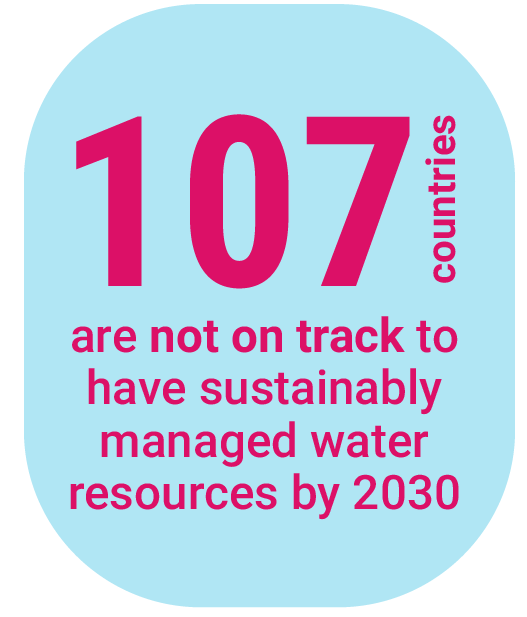 107 countries
are not on track to
have sustainably
managed water
resources by 2030